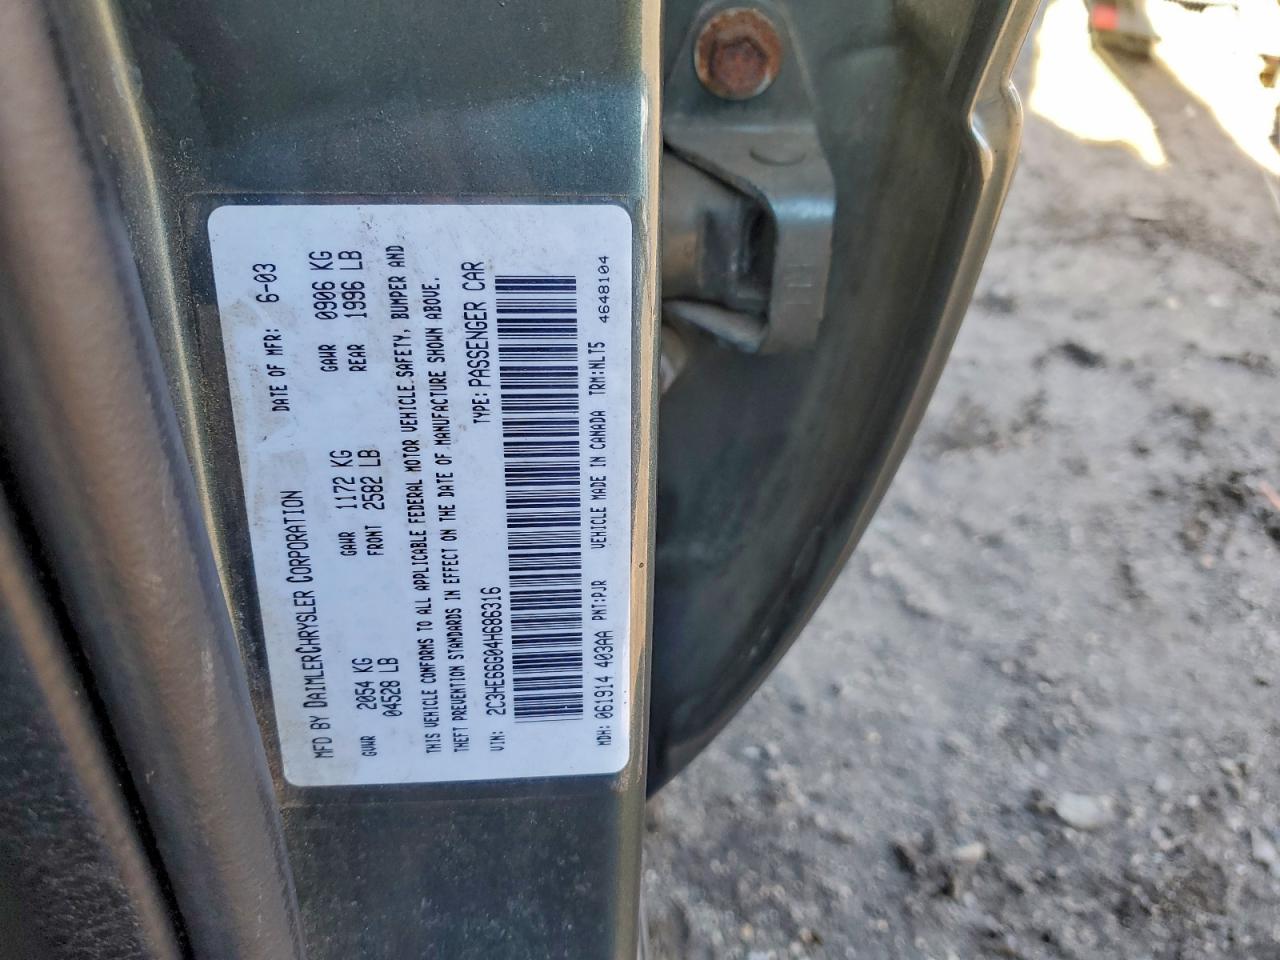 MFD BY DAIMLERCHRYSLER CORPORATION DATE OF MFR: 6-03
GVWR 2054 KG GAWR 1172 KG GAWR 0906 KG
04528 LB FRONT 2582 LB REAR 1996 LB
THIS VEHICLE CONFORMS TO ALL APPLICABLE FEDERAL MOTOR VEHICLE SAFETY, BUMPER AND
THEFT PREVENTION STANDARDS IN EFFECT ON THE DATE OF MANUFACTURE SHOWN ABOVE.
VIN: 2C3HE66G04H686316 TYPE: PASSENGER CAR
MDH: 061914 403AA PNT:PJR VEHICLE MADE IN CANADA TRM:NLT5 4648104